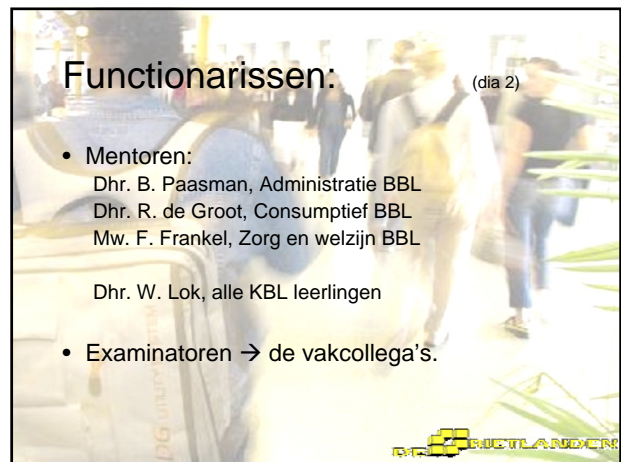 Functionarissen: (dia 2)
• Mentoren:
Dhr. B. Paasman, Administratie BBL
Dhr. R. de Groot, Consumptief BBL
Mw. F. Frankel, Zorg en welzijn BBL
Dhr. W. Lok, alle KBL leerlingen
• Examinatoren → de vakcollega's.
RIETLANDEN